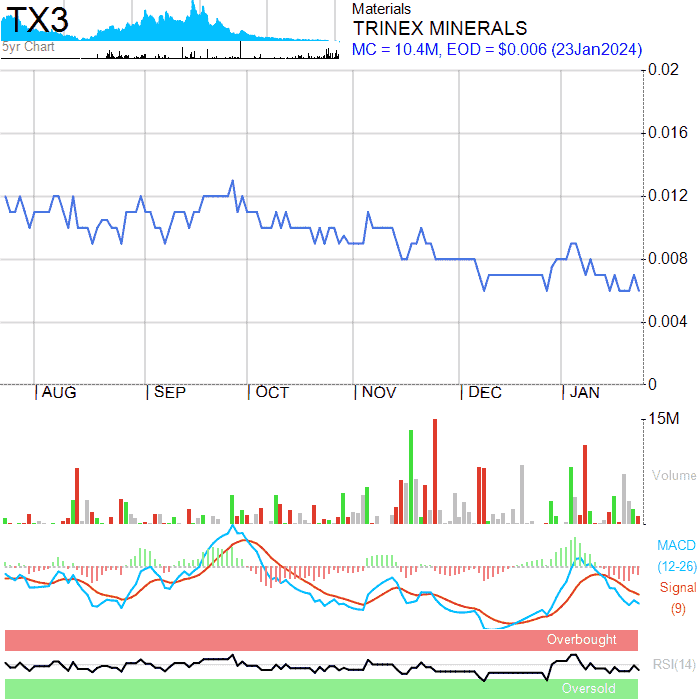 TX3
5yr Chart
Materials
TRINEX MINERALS
MC = 10.4M, EOD = $0.006 (23Jan2024)
0.02
0.016
0.012
0.008
0.004
0
AUG SEP OCT NOV DEC JAN
15M
Volume
MACD
(12-26)
Signal
(9)
Overbought
RSI(14)
Oversold